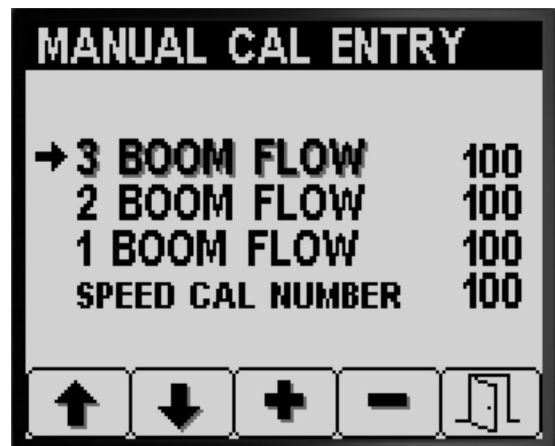 MANUAL CAL ENTRY
3 BOOM FLOW 100
2 BOOM FLOW 100
1 BOOM FLOW 100
SPEED CAL NUMBER 100